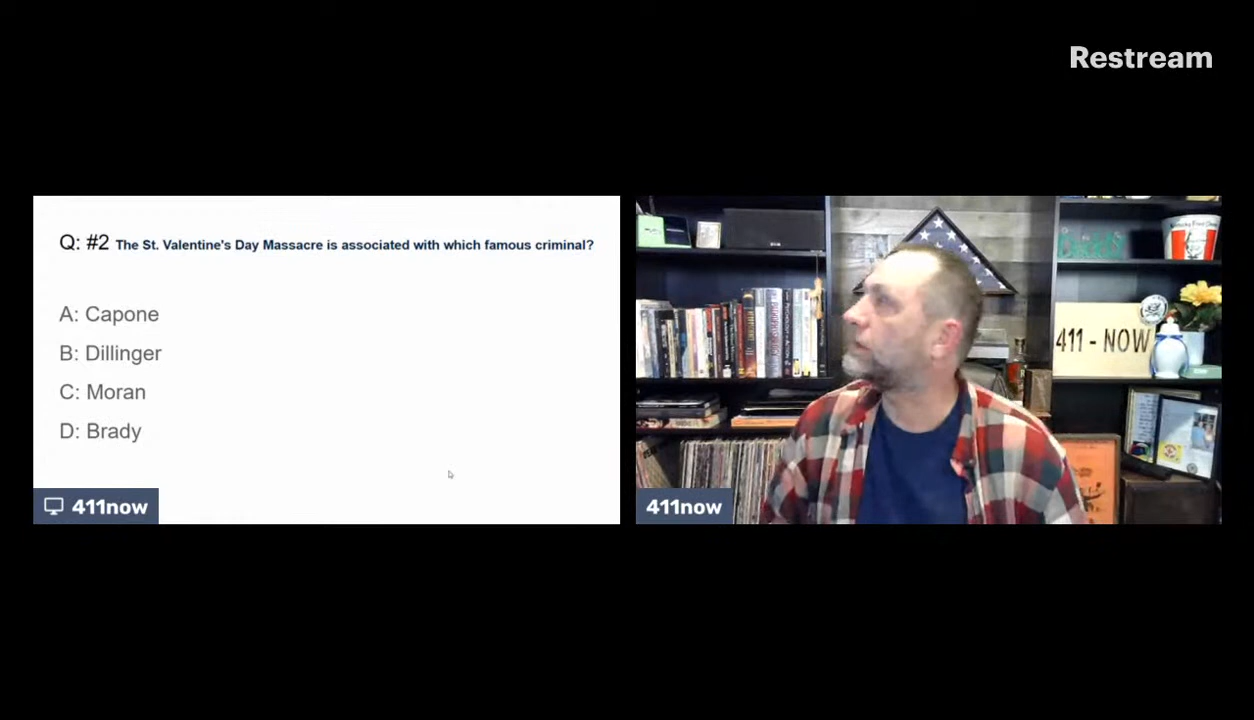 Restream
Q: #2 The St. Valentine's Day Massacre is associated with which famous criminal?
A: Capone
B: Dillinger
C: Moran
D: Brady
411now
411now
411 - NOW